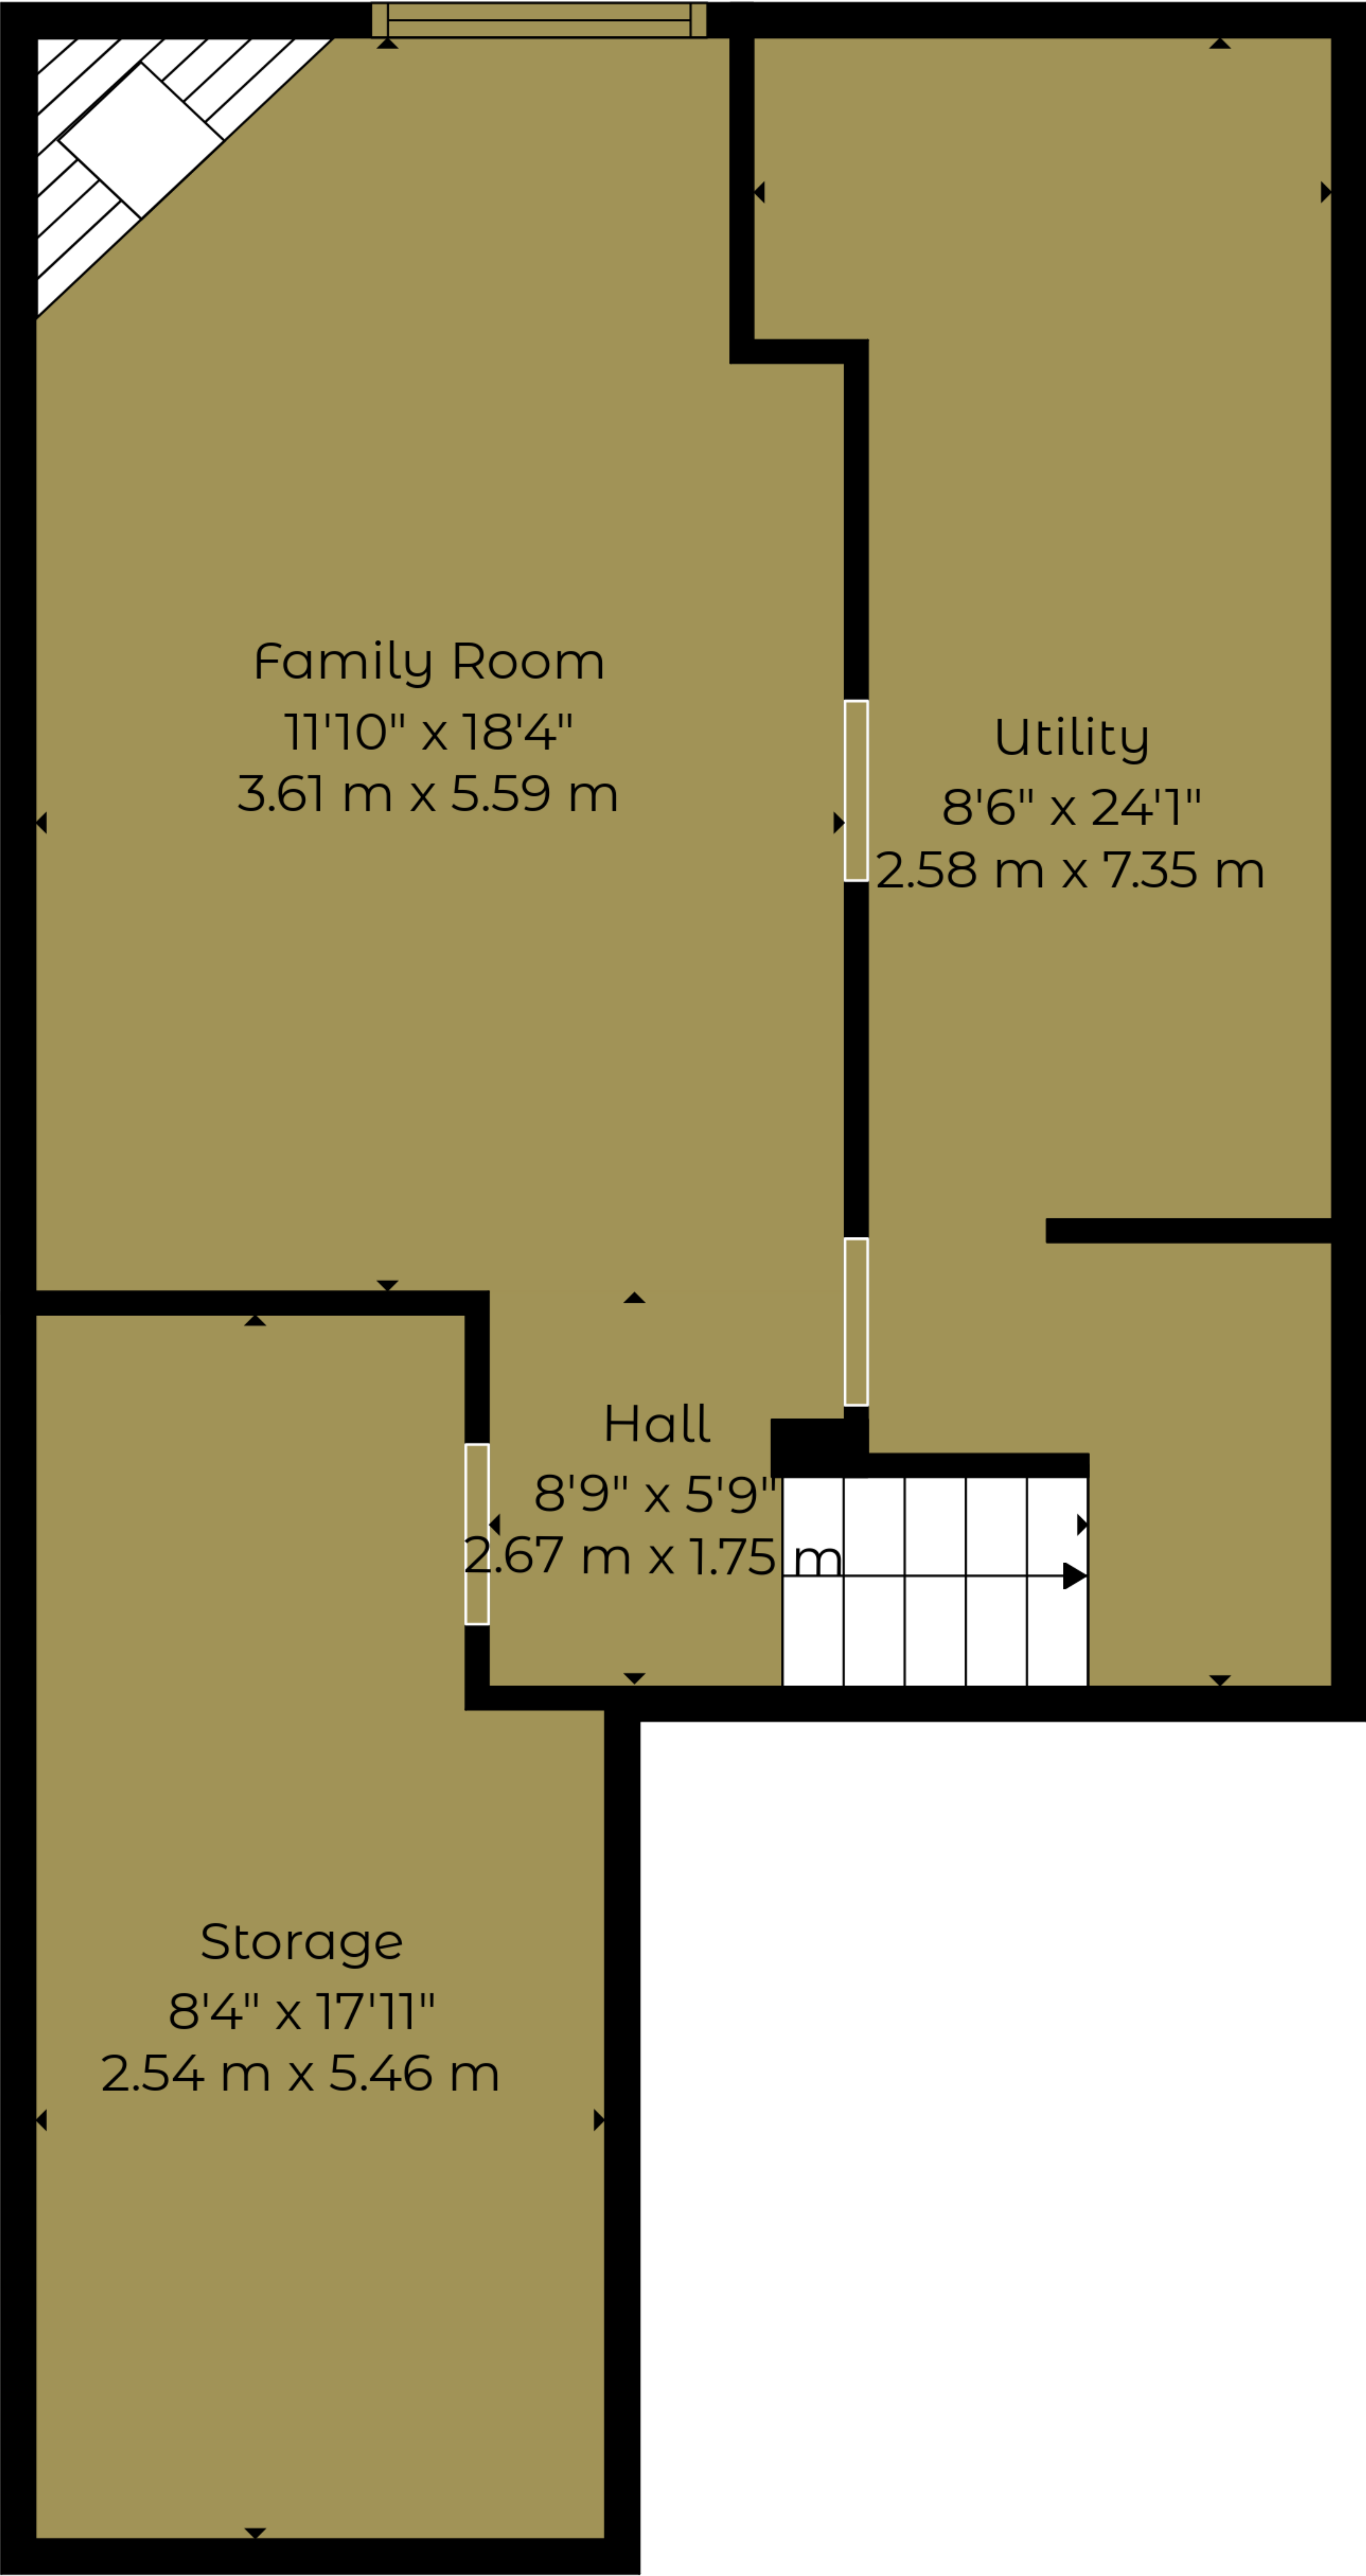 Family Room
11'10" x 18'4"
3.61 m x 5.59 m
Utility
8'6" x 24'1"
2.58 m x 7.35 m
Hall
8'9" x 5'9"
2.67 m x 1.75 m
Storage
8'4" x 17'11"
2.54 m x 5.46 m